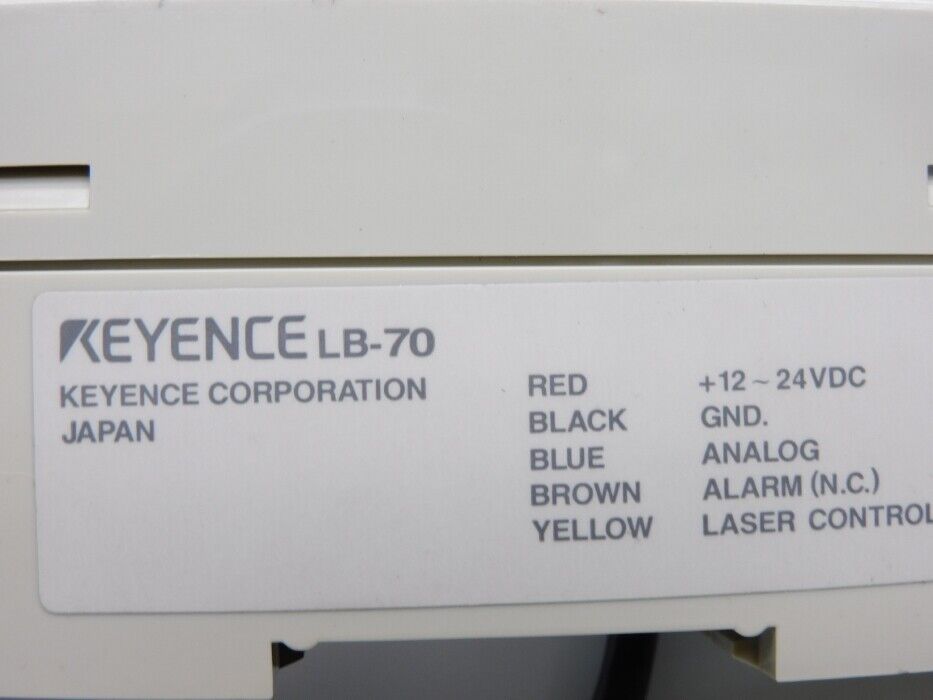 KEYENCE LB-70
KEYENCE CORPORATION
JAPAN
RED +12 ~ 24VDC
BLACK GND.
BLUE ANALOG
BROWN ALARM (N.C.)
YELLOW LASER CONTROL